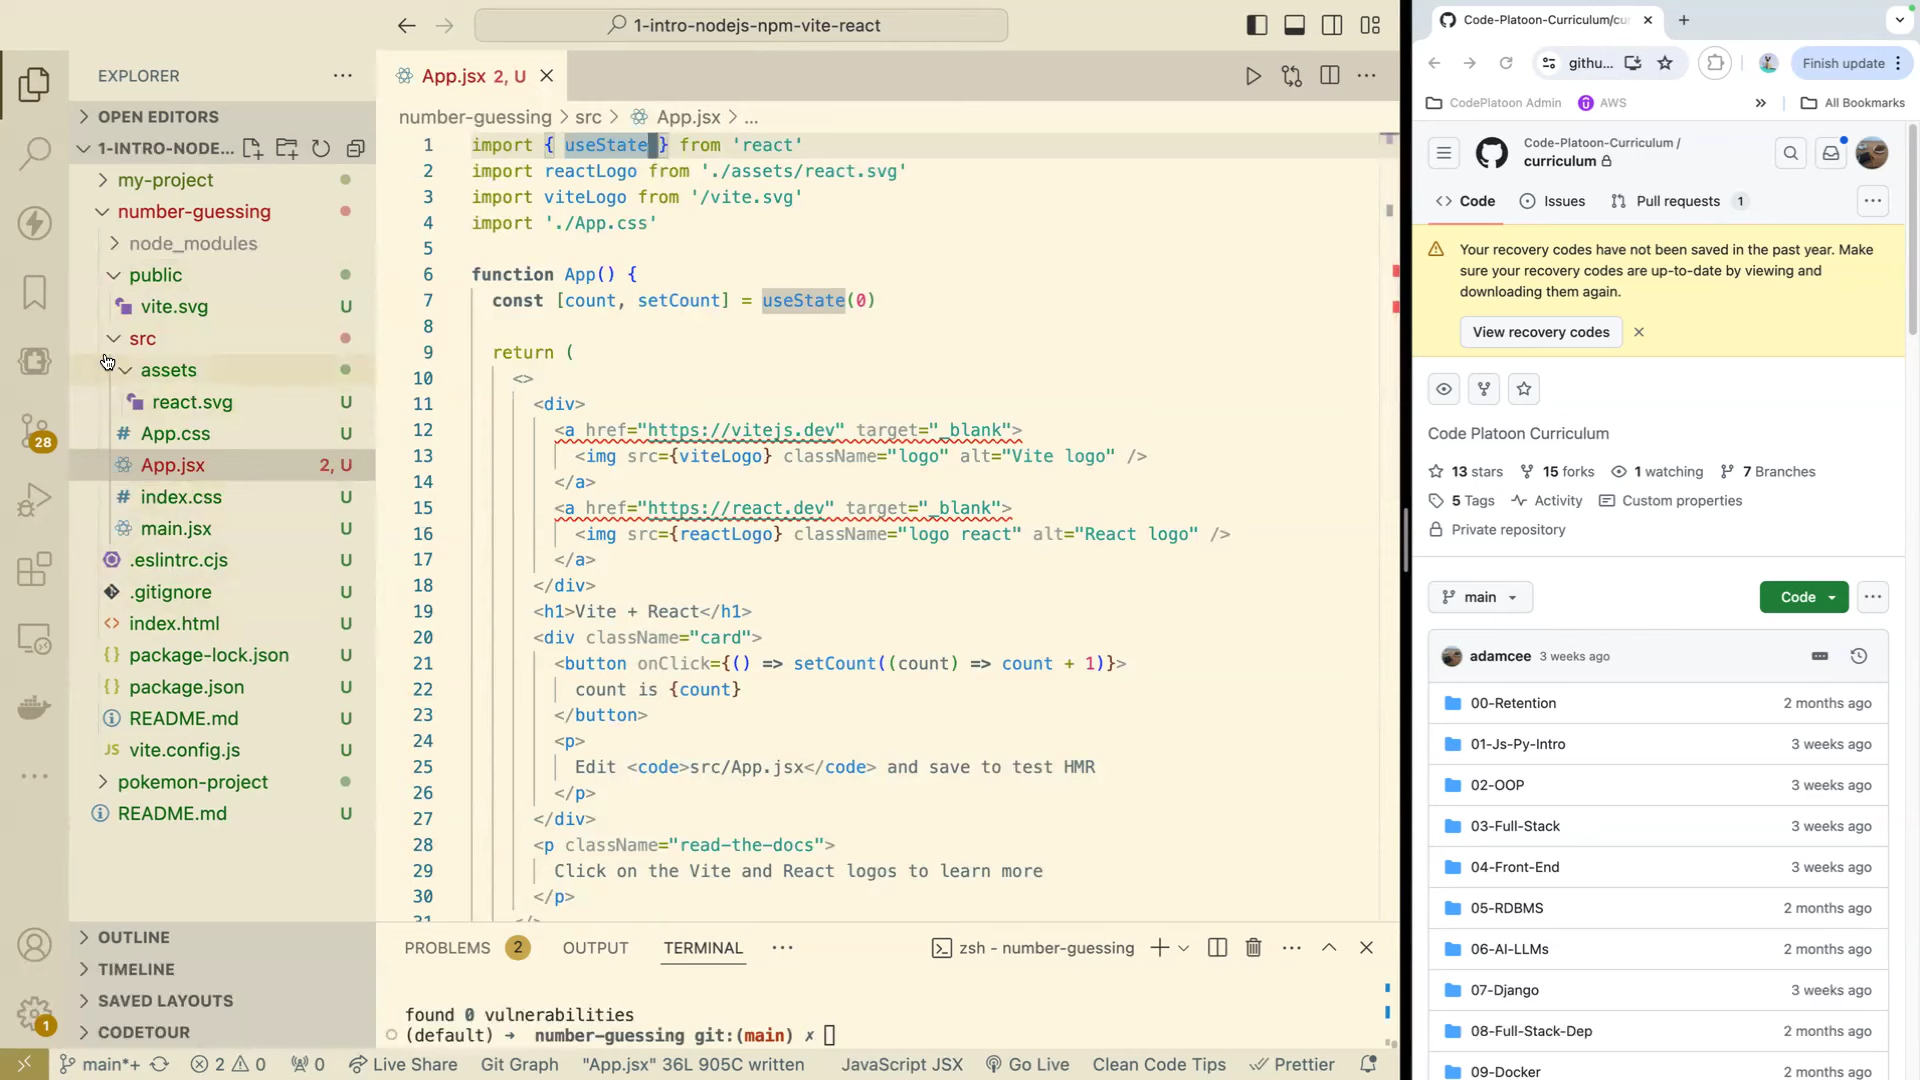 1-intro-nodejs-npm-vite-react
EXPLORER
OPEN EDITORS
1-INTRO-NODE...
my-project
number-guessing
node_modules
public
vite.svg
src
assets
react.svg U
App.css U
App.jsx 2, U
index.css U
main.jsx U
.eslintrc.cjs U
.gitignore U
index.html U
package-lock.json U
package.json U
README.md U
vite.config.js U
pokemon-project
README.md U
OUTLINE
TIMELINE
SAVED LAYOUTS
CODETOUR
28
1
App.jsx 2, U
number-guessing > src > App.jsx > ...
1 import { useState } from 'react'
2 import reactLogo from './assets/react.svg'
3 import viteLogo from '/vite.svg'
4 import './App.css'
5
6 function App() {
7 const [count, setCount] = useState(0)
8
9 return (
10 <>
11 <div>
12 <a href="https://vitejs.dev" target="_blank">
13 <img src={viteLogo} className="logo" alt="Vite logo" />
14 </a>
15 <a href="https://react.dev" target="_blank">
16 <img src={reactLogo} className="logo react" alt="React logo" />
17 </a>
18 </div>
19 <h1>Vite + React</h1>
20 <div className="card">
21 <button onClick={() => setCount((count) => count + 1)}>
22 count is {count}
23 </button>
24 <p>
25 Edit <code>src/App.jsx</code> and save to test HMR
26 </p>
27 </div>
28 <p className="read-the-docs">
29 Click on the Vite and React logos to learn more
30 </p>
31 </>
PROBLEMS 2 OUTPUT TERMINAL ... zsh - number-guessing
found 0 vulnerabilities
(default) → number-guessing git:(main) ✗
main*+ 2 0 0 Live Share Git Graph "App.jsx" 36L 905C written JavaScript JSX Go Live Clean Code Tips Prettier
Code-Platoon-Curriculum/cu
githu... Finish update
CodePlatoon Admin AWS » All Bookmarks
Code-Platoon-Curriculum /
curriculum
Code Issues Pull requests 1
Your recovery codes have not been saved in the past year. Make
sure your recovery codes are up-to-date by viewing and
downloading them again.
View recovery codes
Code Platoon Curriculum
13 stars 15 forks 1 watching 7 Branches
5 Tags Activity Custom properties
Private repository
main Code
adamcee 3 weeks ago
00-Retention 2 months ago
01-Js-Py-Intro 3 weeks ago
02-OOP 3 weeks ago
03-Full-Stack 3 weeks ago
04-Front-End 3 weeks ago
05-RDBMS 2 months ago
06-AI-LLMs 2 months ago
07-Django 3 weeks ago
08-Full-Stack-Dep 2 months ago
09-Docker 2 months ago